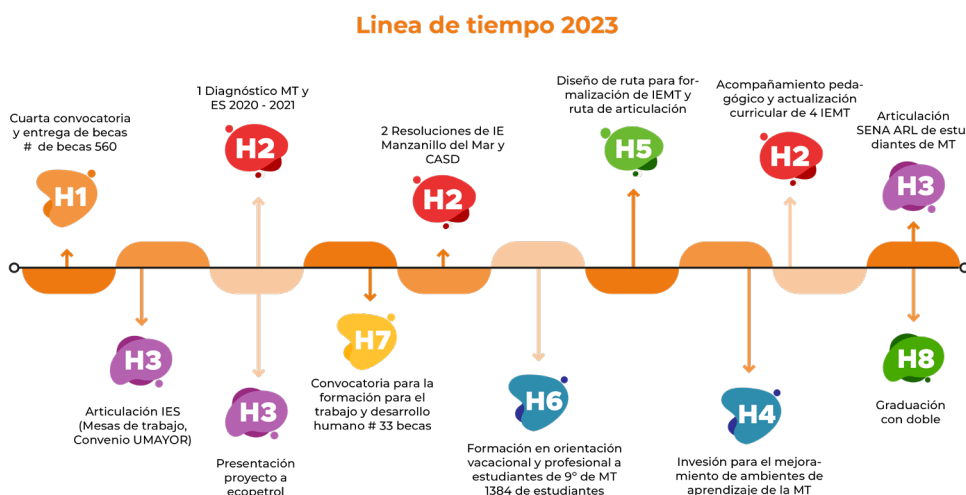 Linea de tiempo 2023
Cuarta convocatoria
y entrega de becas
# de becas 560
H1
1 Diagnóstico MT y
ES 2020 - 2021
H2
2 Resoluciones de IE
Manzanillo del Mar y
CASD
H2
Diseño de ruta para for-
malización de IEMT y
ruta de articulación
H5
Acompañamiento peda-
gógico y actualización
curricular de 4 IEMT
H2
Articulación
SENA ARL de estu
diantes de MT
H3
H3
Articulación IES
(Mesas de trabajo,
Convenio UMAYOR)
H3
Presentación
proyecto a
ecopetrol
H7
Convocatoria para la
formación para el
trabajo y desarrollo
humano # 33 becas
H6
Formación en orientación
vacacional y profesional a
estudiantes de 9º de MT
1384 de estudiantes
H4
Invesión para el mejora-
miento de ambientes de
aprendizaje de la MT
H8
Graduación
con doble